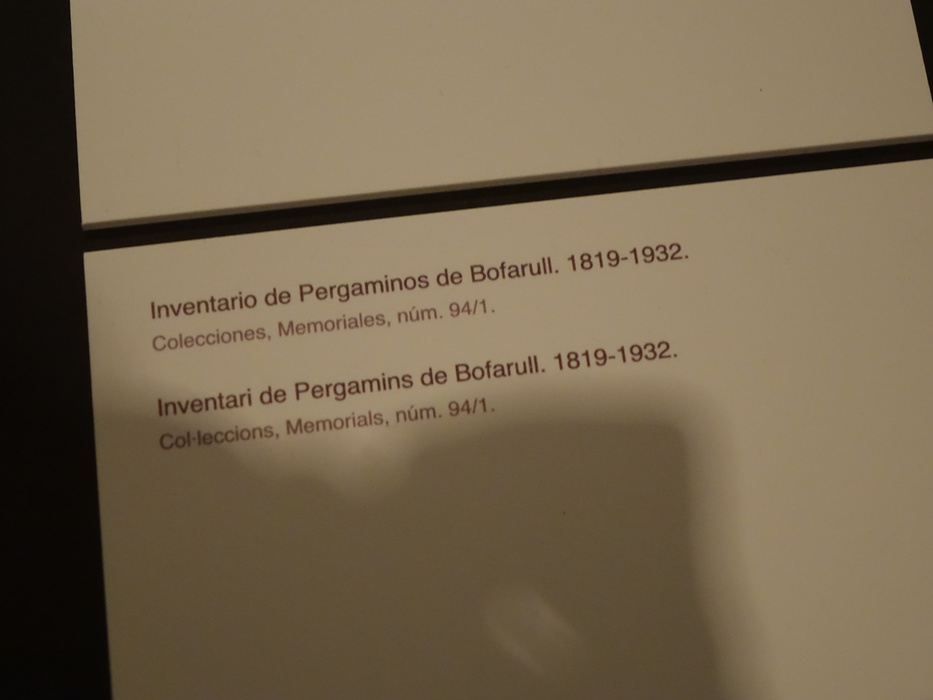 Inventario de Pergaminos de Bofarull. 1819-1932.
Colecciones, Memoriales, núm. 94/1.
Inventari de Pergamins de Bofarull. 1819-1932.
Col·leccions, Memorials, núm. 94/1.